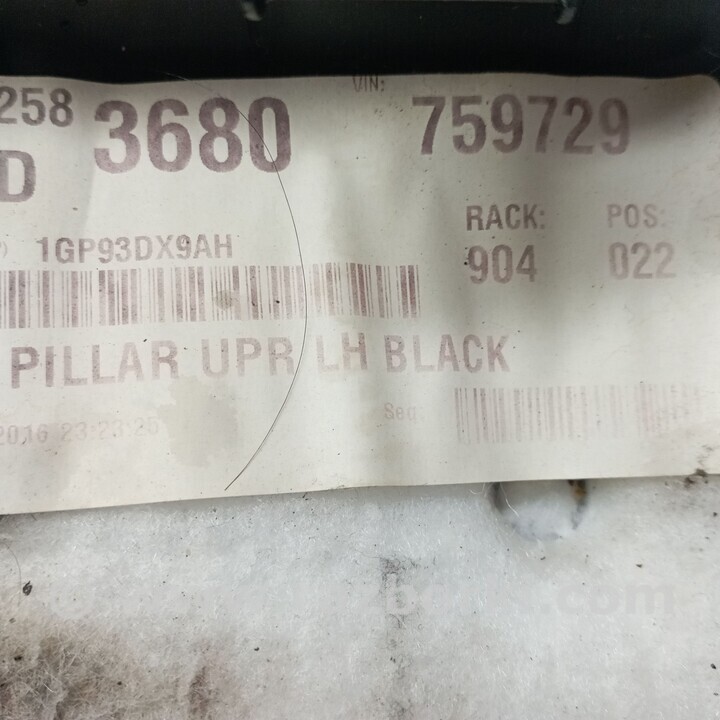 258 3680 VIN: 759729
D
RACK: POS:
1GP93DX9AH 904 022
PILLAR UPR LH BLACK
2016 23:23:26 Seq: